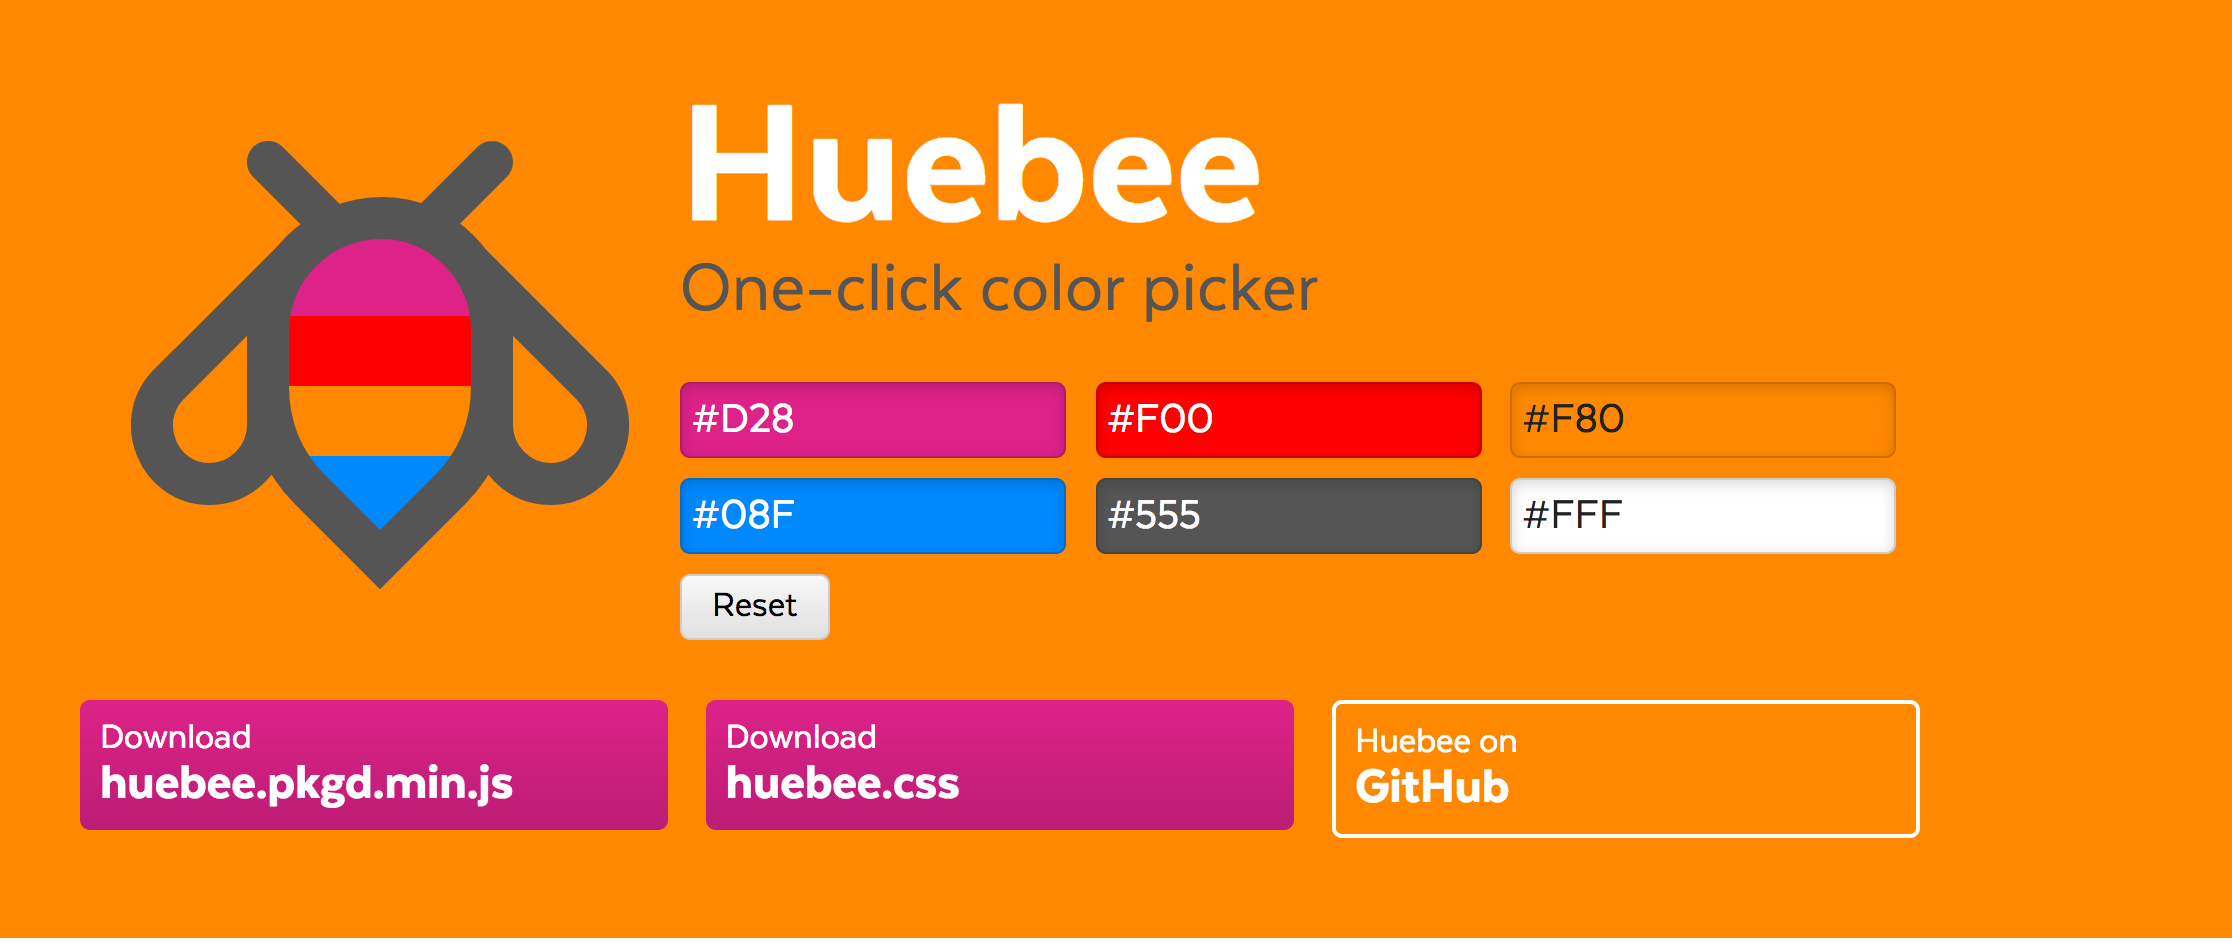 Huebee
One-click color picker
#D28
#F00
#F80
#08F
#555
#FFF
Reset
Download
huebee.pkgd.min.js
Download
huebee.css
Huebee on
GitHub